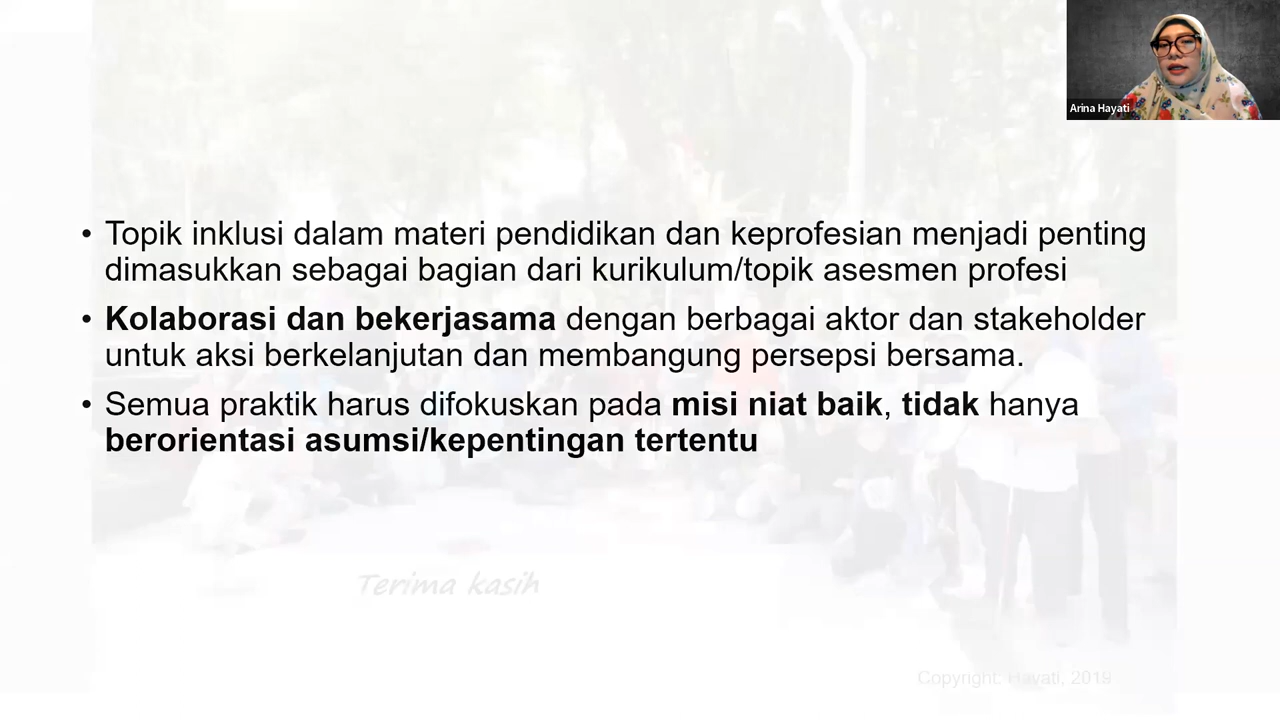 Arina Hayati
• Topik inklusi dalam materi pendidikan dan keprofesian menjadi penting
dimasukkan sebagai bagian dari kurikulum/topik asesmen profesi
• Kolaborasi dan bekerjasama dengan berbagai aktor dan stakeholder
untuk aksi berkelanjutan dan membangung persepsi bersama.
• Semua praktik harus difokuskan pada misi niat baik, tidak hanya
berorientasi asumsi/kepentingan tertentu
Terima kasih
Copyright: Hayati, 2019